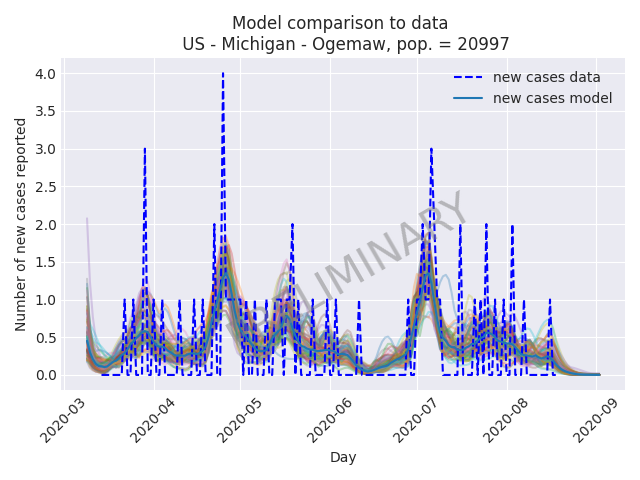 Model comparison to data
US - Michigan - Ogemaw, pop. = 20997
Number of new cases reported
4.0
3.5
3.0
2.5
2.0
1.5
1.0
0.5
0.0
new cases data
new cases model
PRELIMINARY
2020-03
2020-04
2020-05
2020-06
2020-07
2020-08
2020-09
Day